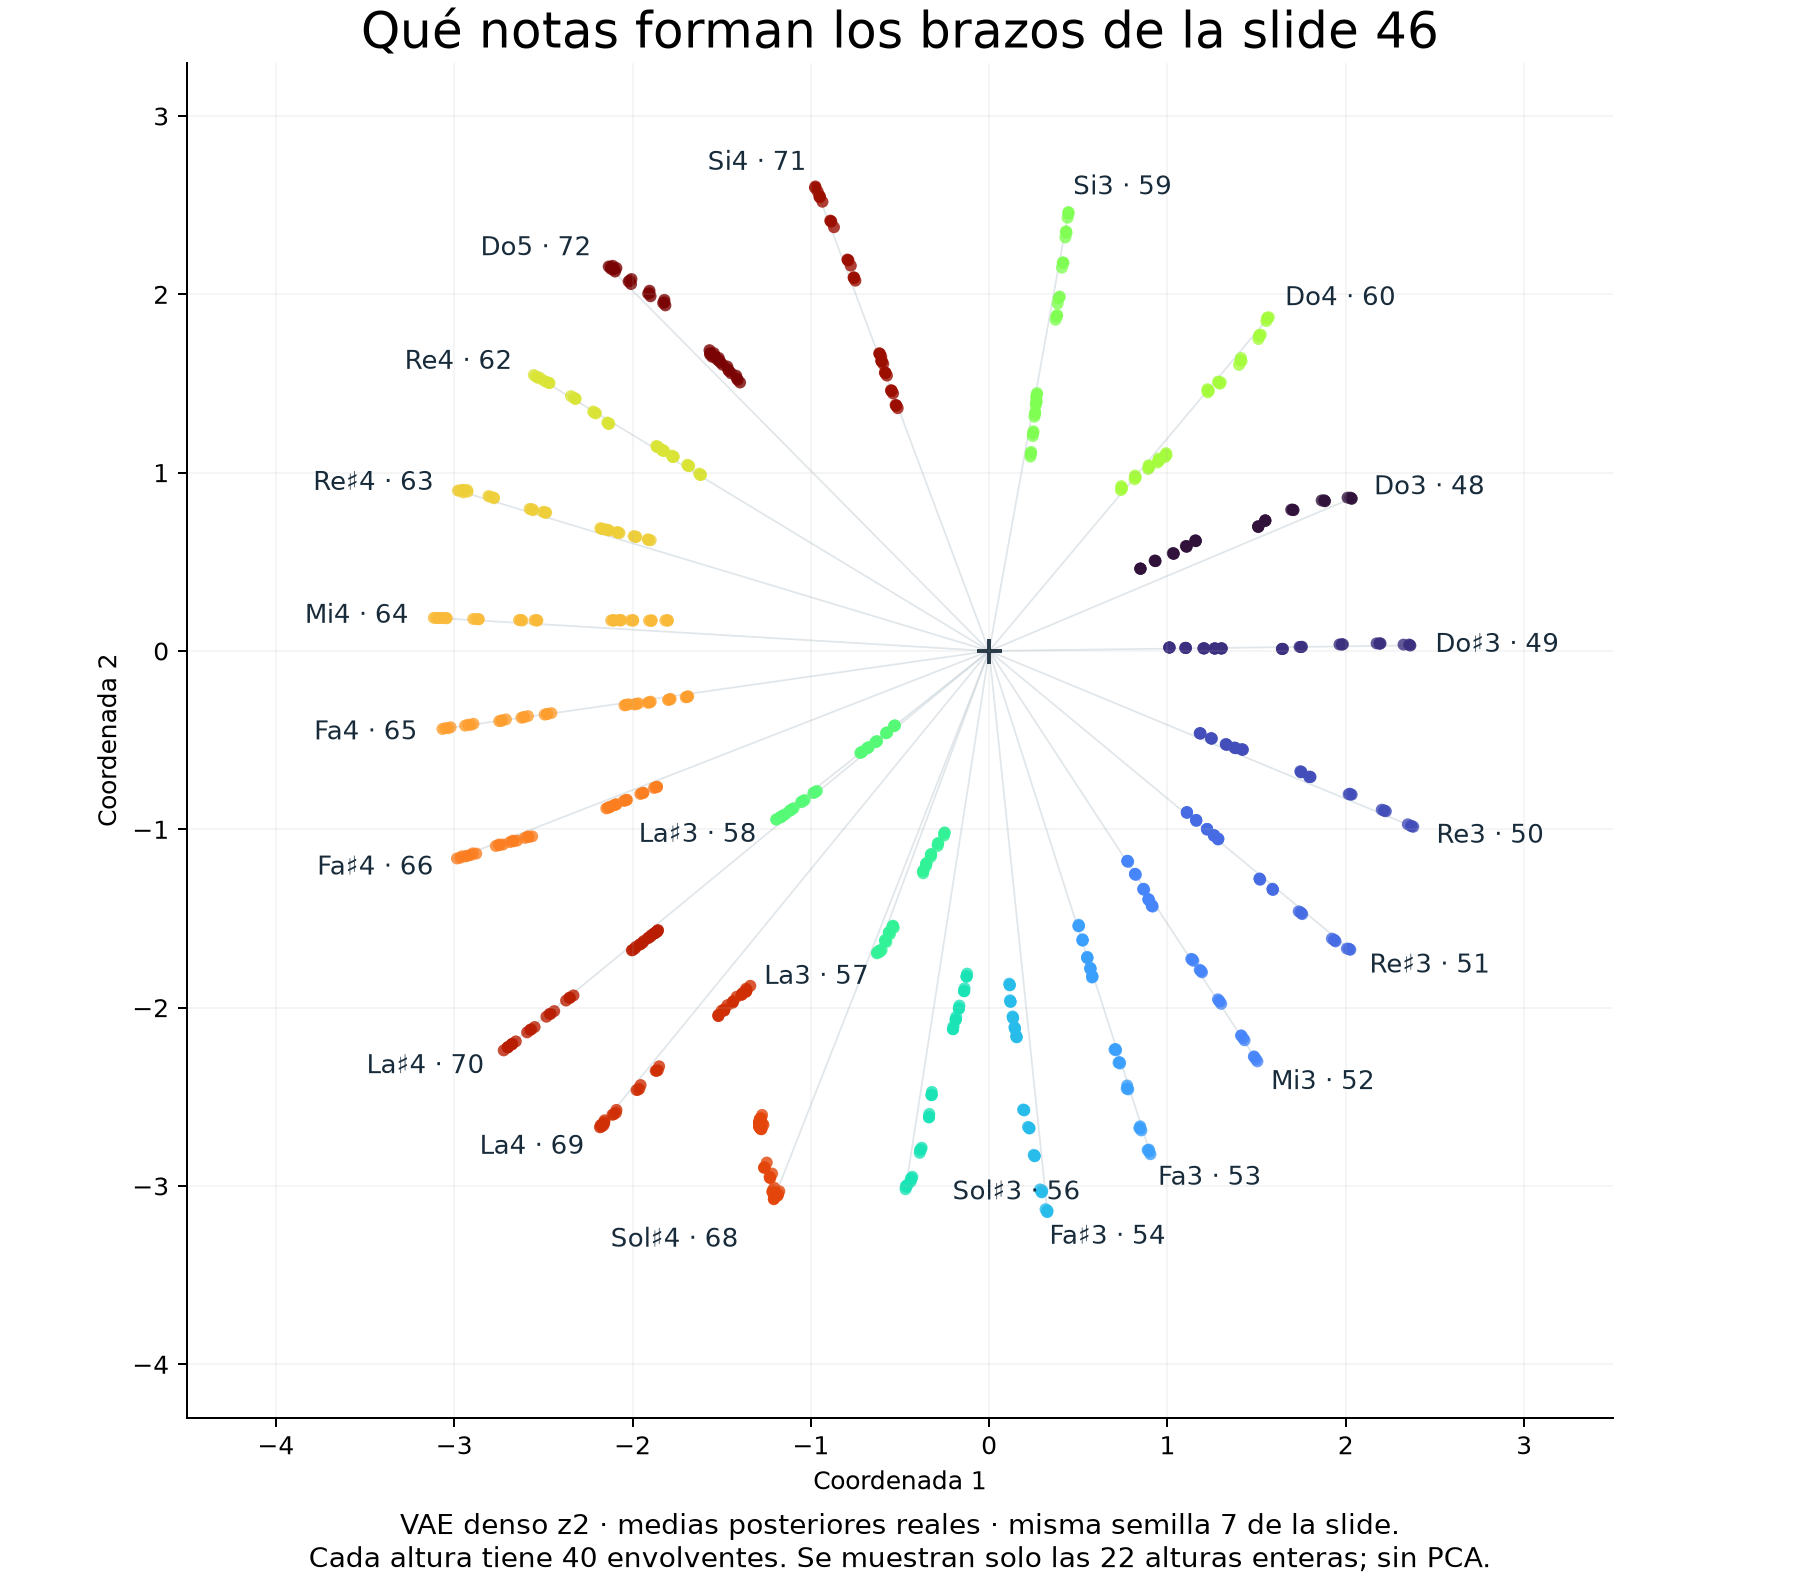 Qué notas forman los brazos de la slide 46
Si4 · 71
Si3 · 59
Do5 · 72
Do4 · 60
Re4 · 62
Re♯4 · 63
Do3 · 48
Mi4 · 64
Do♯3 · 49
Fa4 · 65
La♯3 · 58
Re3 · 50
Fa♯4 · 66
La3 · 57
Re♯3 · 51
La♯4 · 70
Mi3 · 52
La4 · 69
Fa3 · 53
Sol♯3 · 56
Sol♯4 · 68
Fa♯3 · 54
3
2
1
0
−1
−2
−3
−4
Coordenada 2
−4 −3 −2 −1 0 1 2 3
Coordenada 1
VAE denso z2 · medias posteriores reales · misma semilla 7 de la slide.
Cada altura tiene 40 envolventes. Se muestran solo las 22 alturas enteras; sin PCA.